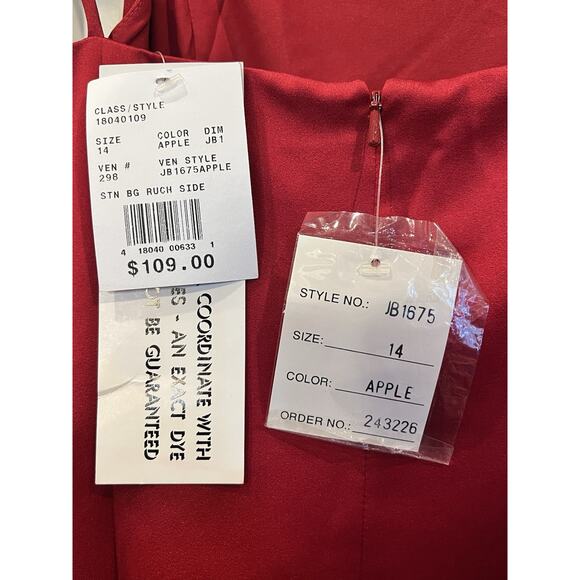 CLASS/STYLE
18040109
SIZE COLOR DIM
14 APPLE JB1
VEN # VEN STYLE
298 JB1675APPLE
STN BG RUCH SIDE
4 18040 00633 1
$109.00
COORDINATE WITH
- AN EXACT DYE
BE GUARANTEED
STYLE NO.: JB1675
SIZE: 14
COLOR: APPLE
ORDER NO.: 243226